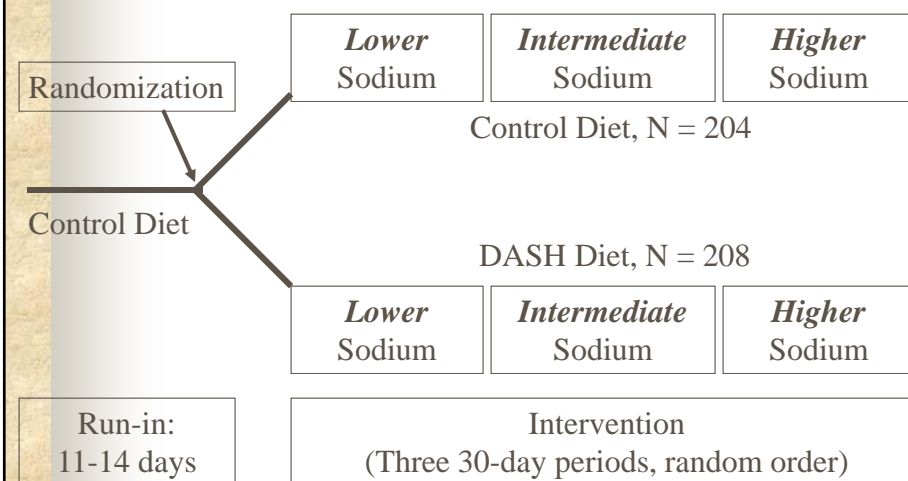 Lower Intermediate Higher
Sodium Sodium Sodium
Randomization
Control Diet, N = 204
Control Diet
DASH Diet, N = 208
Lower Intermediate Higher
Sodium Sodium Sodium
Run-in:
11-14 days
Intervention
(Three 30-day periods, random order)